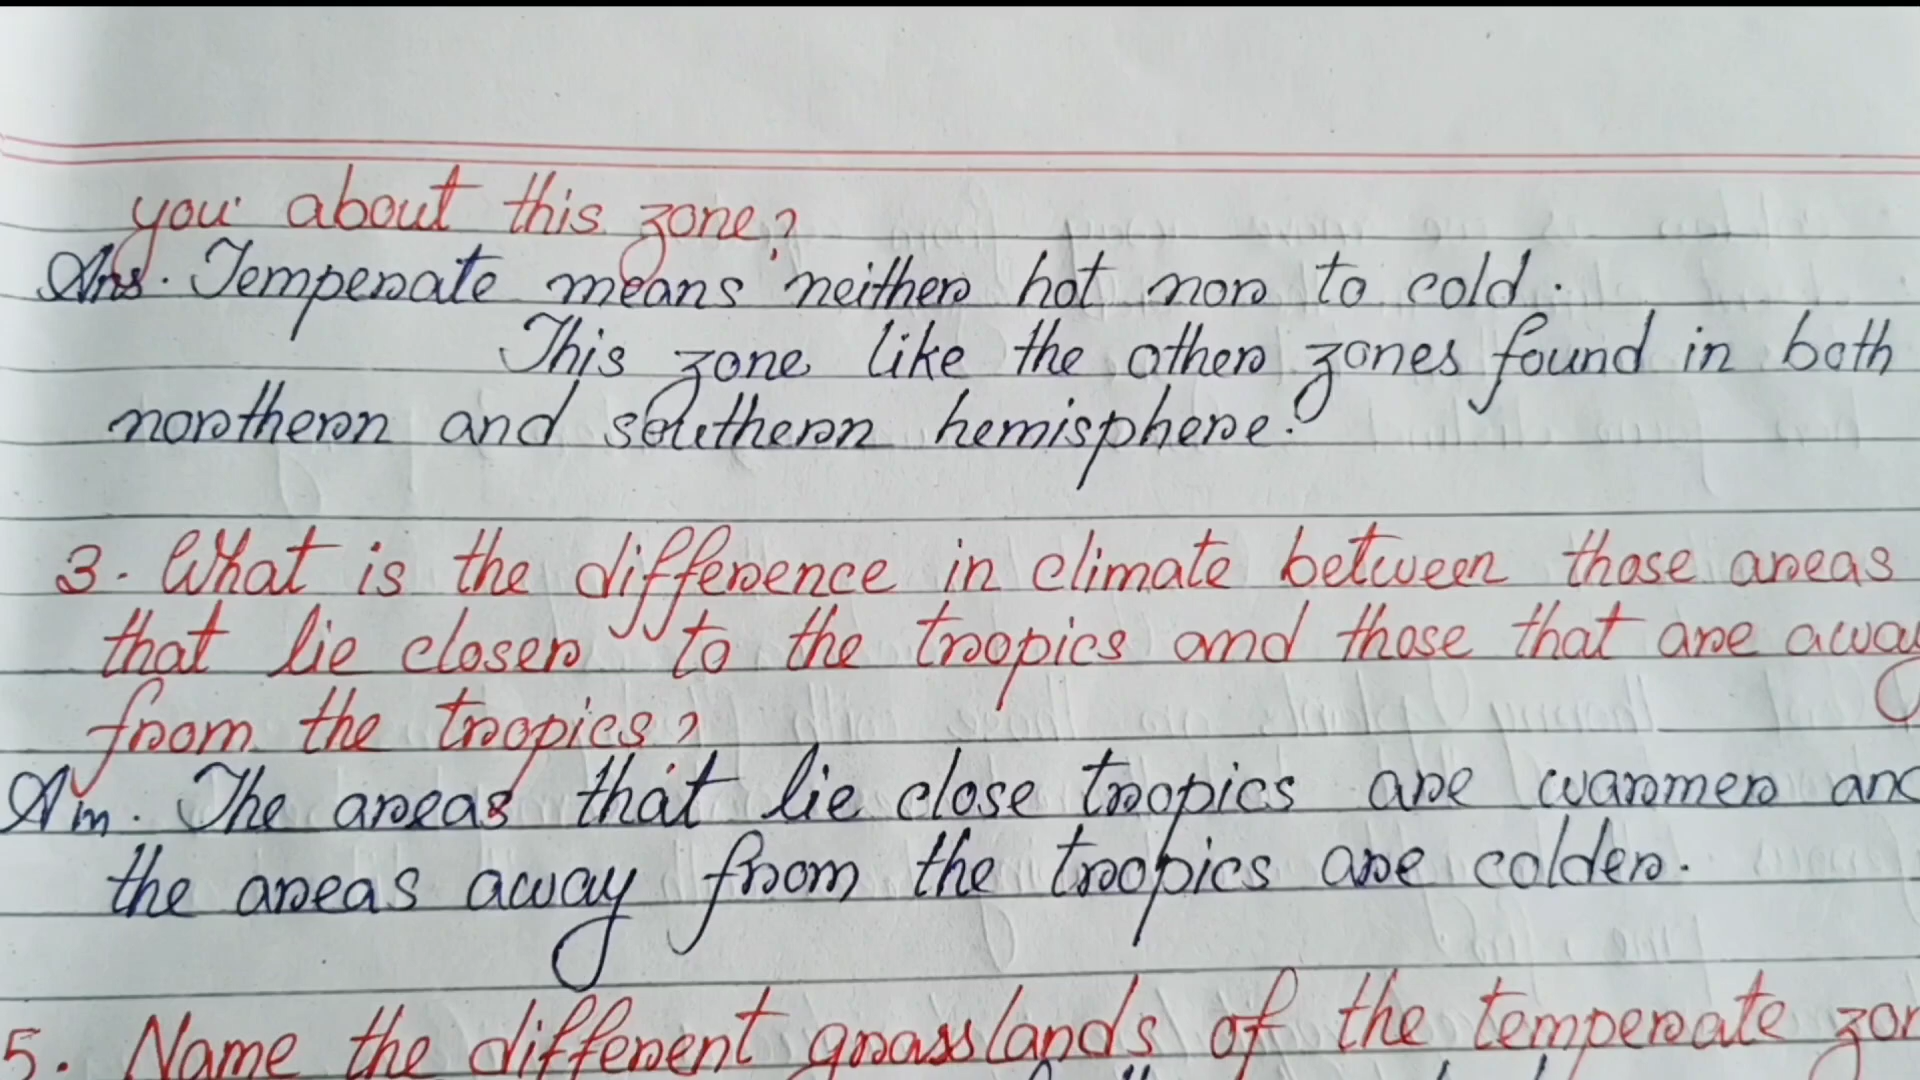 you about this zone?
Ans. Temperate means neither hot nor to cold.
This zone like the other zones found in both
northern and southern hemisphere.
3. What is the difference in climate between those areas
that lie closer to the tropics and those that are away
from the tropics?
Ans. The areas that lie close tropics are warmer and
the areas away from the tropics are colder.
5. Name the different grasslands of the temperate zon